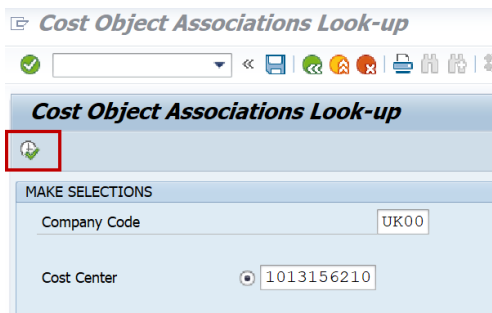 Cost Object Associations Look-up
Cost Object Associations Look-up
MAKE SELECTIONS
Company Code UK00
Cost Center 1013156210